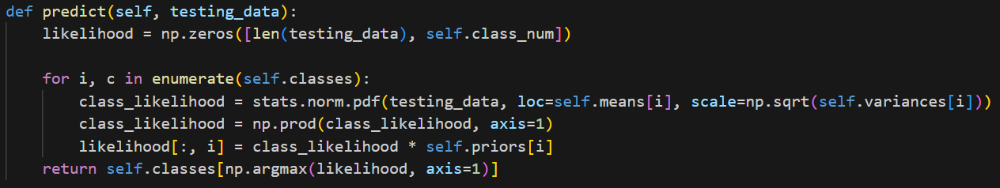 def predict(self, testing_data):
    likelihood = np.zeros([len(testing_data), self.class_num])

    for i, c in enumerate(self.classes):
        class_likelihood = stats.norm.pdf(testing_data, loc=self.means[i], scale=np.sqrt(self.variances[i]))
        class_likelihood = np.prod(class_likelihood, axis=1)
        likelihood[:, i] = class_likelihood * self.priors[i]
    return self.classes[np.argmax(likelihood, axis=1)]